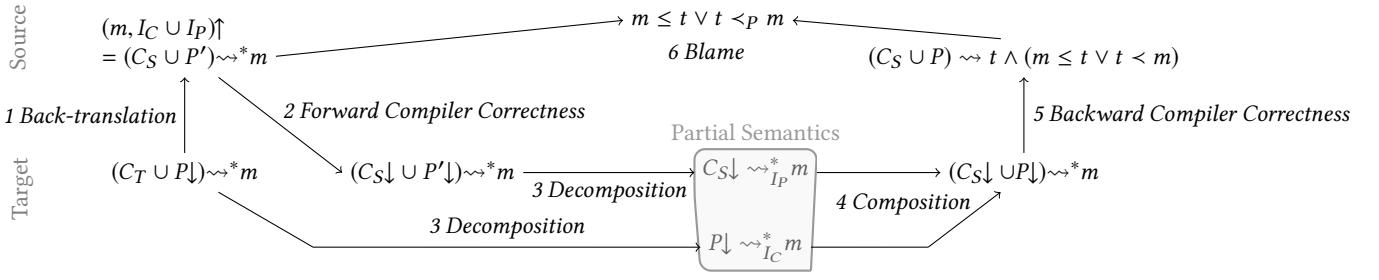 Source
(m, I_C ∪ I_P)↑
= (C_S ∪ P′)⇝*m
m ≤ t ∨ t ≺_P m
6 Blame
(C_S ∪ P) ⇝ t ∧ (m ≤ t ∨ t ≺ m)
1 Back-translation
2 Forward Compiler Correctness
5 Backward Compiler Correctness
Partial Semantics
Target
(C_T ∪ P↓)⇝*m
(C_S↓ ∪ P′↓)⇝*m
3 Decomposition
C_S↓ ⇝*_{I_P} m
4 Composition
(C_S↓ ∪P↓)⇝*m
3 Decomposition
P↓ ⇝*_{I_C} m